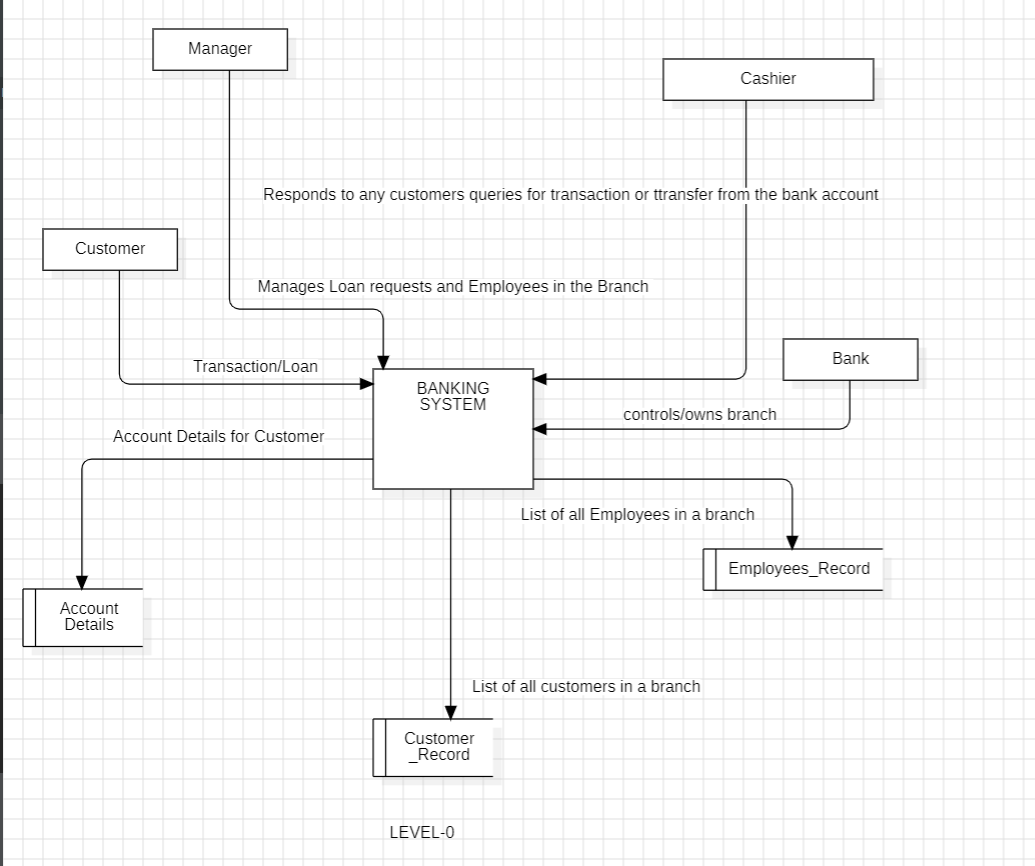 Manager
Cashier
Responds to any customers queries for transaction or ttransfer from the bank account
Customer
Manages Loan requests and Employees in the Branch
Bank
Transaction/Loan
BANKING
SYSTEM
controls/owns branch
Account Details for Customer
List of all Employees in a branch
Employees_Record
Account
Details
List of all customers in a branch
Customer
_Record
LEVEL-0